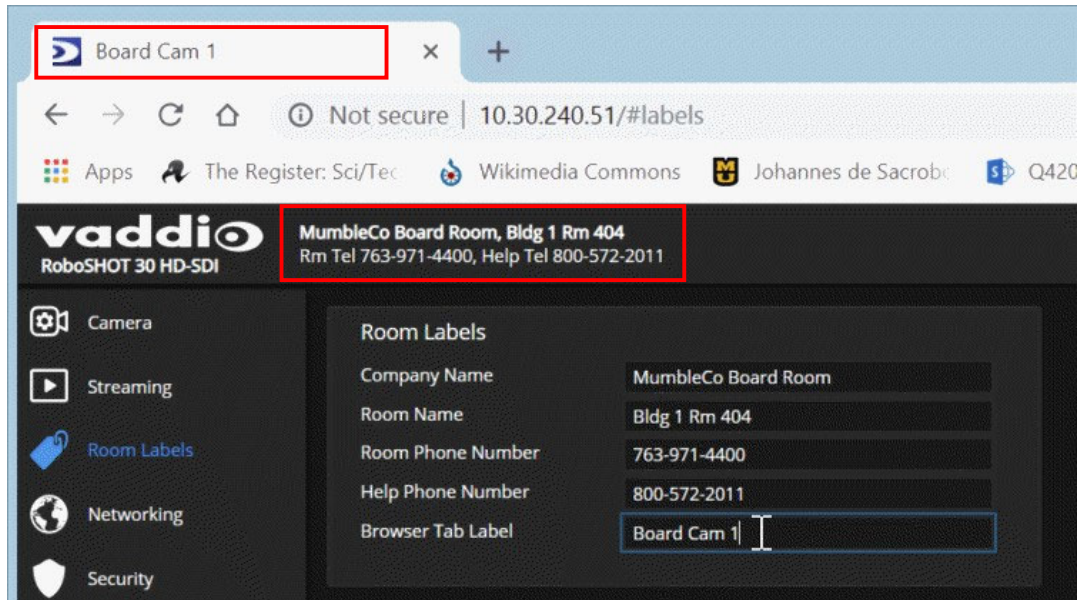 Board Cam 1
Not secure | 10.30.240.51/#labels
Apps The Register: Sci/Tec Wikimedia Commons Johannes de Sacrob Q420
vaddio MumbleCo Board Room, Bldg 1 Rm 404
RoboSHOT 30 HD-SDI Rm Tel 763-971-4400, Help Tel 800-572-2011
Camera
Streaming
Room Labels
Networking
Security
Room Labels
Company Name MumbleCo Board Room
Room Name Bldg 1 Rm 404
Room Phone Number 763-971-4400
Help Phone Number 800-572-2011
Browser Tab Label Board Cam 1